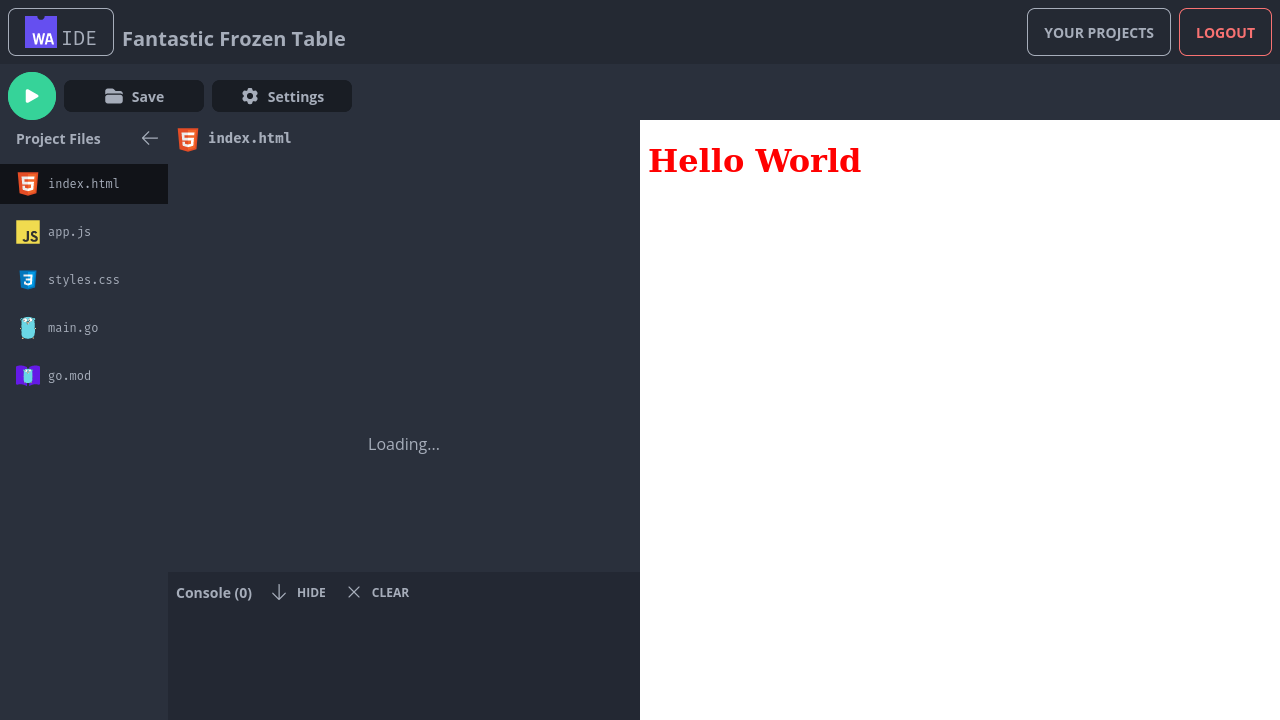 WA IDE
Fantastic Frozen Table
YOUR PROJECTS
LOGOUT
Save
Settings
Project Files
index.html
app.js
styles.css
main.go
go.mod
index.html
Loading...
Console (0)
HIDE
CLEAR
Hello World